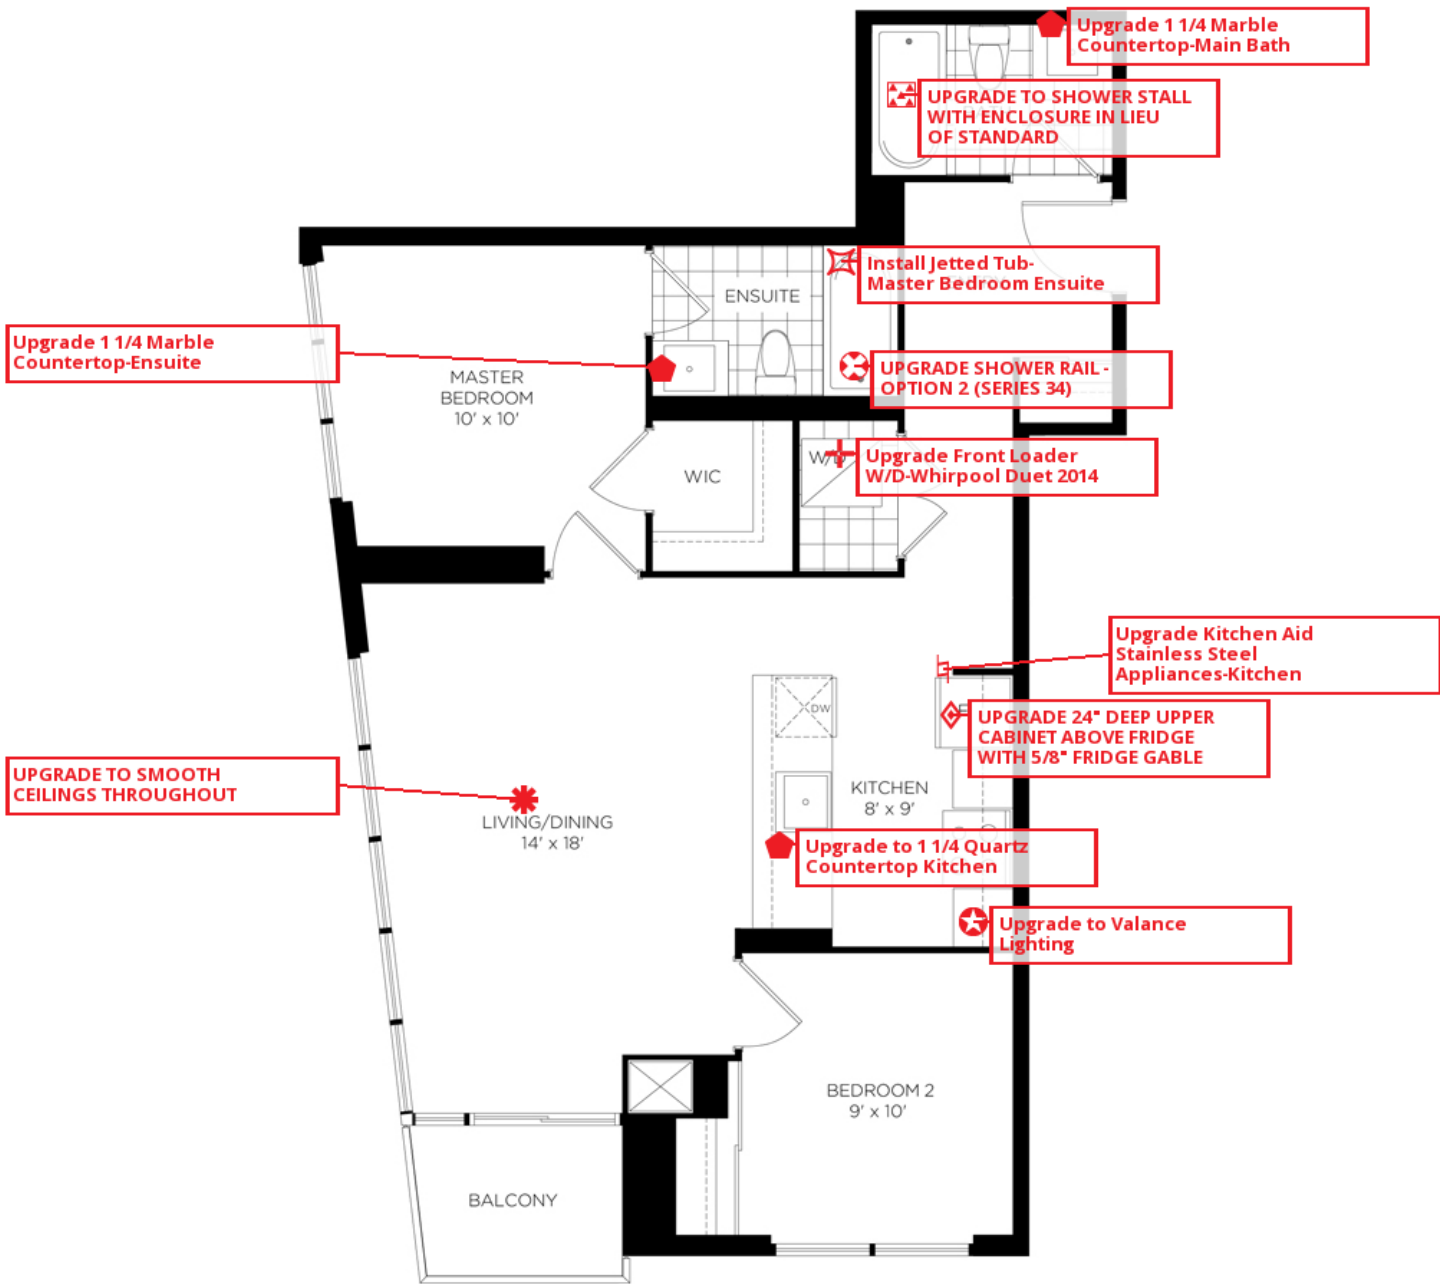 Upgrade 1 1/4 Marble
Countertop-Main Bath
UPGRADE TO SHOWER STALL
WITH ENCLOSURE IN LIEU
OF STANDARD
Install Jetted Tub-
Master Bedroom Ensuite
ENSUITE
Upgrade 1 1/4 Marble
Countertop-Ensuite
UPGRADE SHOWER RAIL -
OPTION 2 (SERIES 34)
MASTER
BEDROOM
10' x 10'
W/D
Upgrade Front Loader
W/D-Whirpool Duet 2014
WIC
Upgrade Kitchen Aid
Stainless Steel
Appliances-Kitchen
DW
UPGRADE 24" DEEP UPPER
CABINET ABOVE FRIDGE
WITH 5/8" FRIDGE GABLE
UPGRADE TO SMOOTH
CEILINGS THROUGHOUT
KITCHEN
8' x 9'
LIVING/DINING
14' x 18'
Upgrade to 1 1/4 Quartz
Countertop Kitchen
Upgrade to Valance
Lighting
BEDROOM 2
9' x 10'
BALCONY